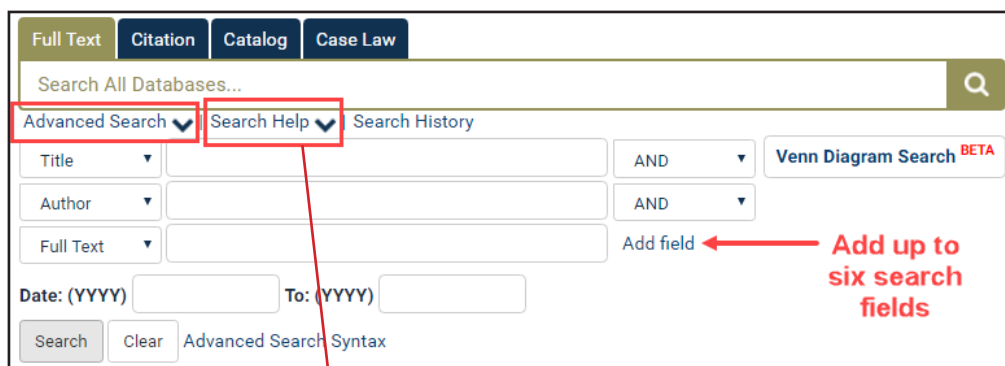 Full Text Citation Catalog Case Law
Search All Databases...
Advanced Search | Search Help | Search History
Title AND Venn Diagram Search BETA
Author AND
Full Text Add field Add up to
six search
fields
Date: (YYYY) To: (YYYY)
Search Clear Advanced Search Syntax